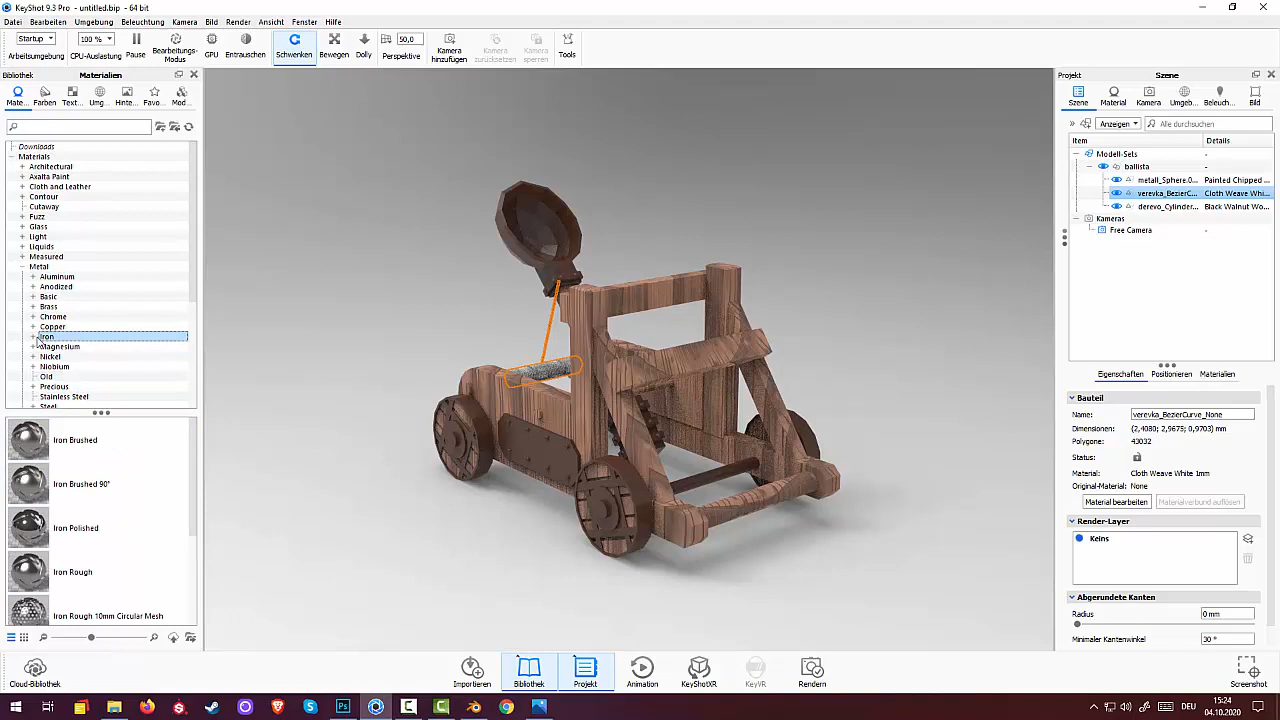 KeyShot 9.3 Pro - untitled.bip - 64 bit
Datei Bearbeiten Umgebung Beleuchtung Kamera Bild Render Ansicht Fenster Hilfe
Startup 100 % 50,0
Arbeitsumgebung CPU-Auslastung Pause Bearbeitungs-Modus GPU Entrauschen Schwenken Bewegen Dolly Perspektive Kamera hinzufügen Kamera zurücksetzen Kamera sperren Tools
Bibliothek Materialien
Mate... Farben Text... Umg... Hinte... Favo... Mod...
Downloads
Materials
Architectural
Axalta Paint
Cloth and Leather
Contour
Cutaway
Fuzz
Glass
Light
Liquids
Measured
Metal
Aluminum
Anodized
Basic
Brass
Chrome
Copper
Iron
Magnesium
Nickel
Niobium
Old
Precious
Stainless Steel
Steel
Iron Brushed
Iron Brushed 90°
Iron Polished
Iron Rough
Iron Rough 10mm Circular Mesh
Projekt Szene
Szene Material Kamera Umgeb... Beleuch... Bild
Anzeigen Alle durchsuchen
Item Details
Modell-Sets -
ballista -
metall_Sphere.0... Painted Chipped ...
verevka_BezierC... Cloth Weave Whi...
derevo_Cylinder... Black Walnut Wo...
Kameras
Free Camera -
Eigenschaften Positionieren Materialien
Bauteil
Name: verevka_BezierCurve_None
Dimensionen: (2,4080; 2,9675; 0,9703) mm
Polygone: 43032
Status:
Material: Cloth Weave White 1mm
Original-Material: None
Material bearbeiten Materialverbund auflösen
Render-Layer
Keins
Abgerundete Kanten
Radius 0 mm
Minimaler Kantenwinkel 30 °
Cloud-Bibliothek Importieren Bibliothek Projekt Animation KeyShotXR KeyVR Rendern Screenshot
DEU
15:24
04.10.2020